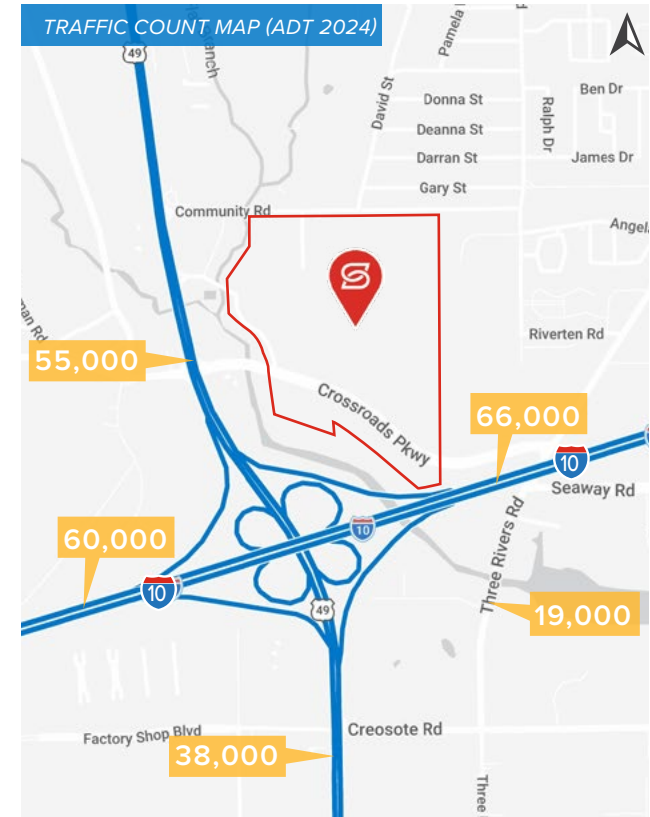 TRAFFIC COUNT MAP (ADT 2024)
49
Pamela
David St
Donna St
Deanna St
Darran St
Gary St
Ralph Dr
Ben Dr
James Dr
Community Rd
Riverten Rd
55,000
Crossroads Pkwy
66,000
10
Seaway Rd
60,000
10
10
Three Rivers Rd
49
19,000
Factory Shop Blvd
Creosote Rd
38,000
Three